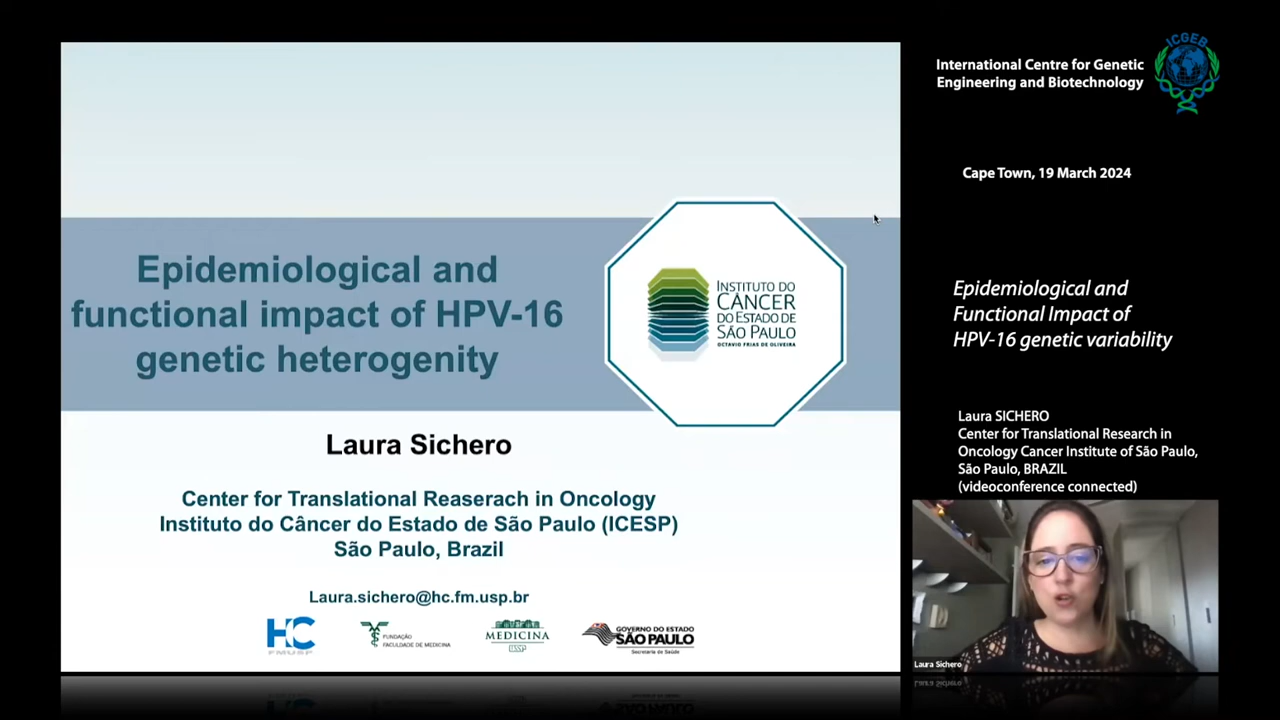 Epidemiological and
functional impact of HPV-16
genetic heterogenity
INSTITUTO DO
CÂNCER
DO ESTADO DE
SÃO PAULO
OCTAVIO FRIAS DE OLIVEIRA
Laura Sichero
Center for Translational Reaserach in Oncology
Instituto do Câncer do Estado de São Paulo (ICESP)
São Paulo, Brazil
Laura.sichero@hc.fm.usp.br
HC
FMUSP
FUNDAÇÃO
FACULDADE DE MEDICINA
MEDICINA
USP
GOVERNO DO ESTADO
SÃO PAULO
Secretaria da Saúde
ICGEB
International Centre for Genetic
Engineering and Biotechnology
Cape Town, 19 March 2024
Epidemiological and
Functional Impact of
HPV-16 genetic variability
Laura SICHERO
Center for Translational Research in
Oncology Cancer Institute of São Paulo,
São Paulo, BRAZIL
(videoconference connected)
Laura Sichero